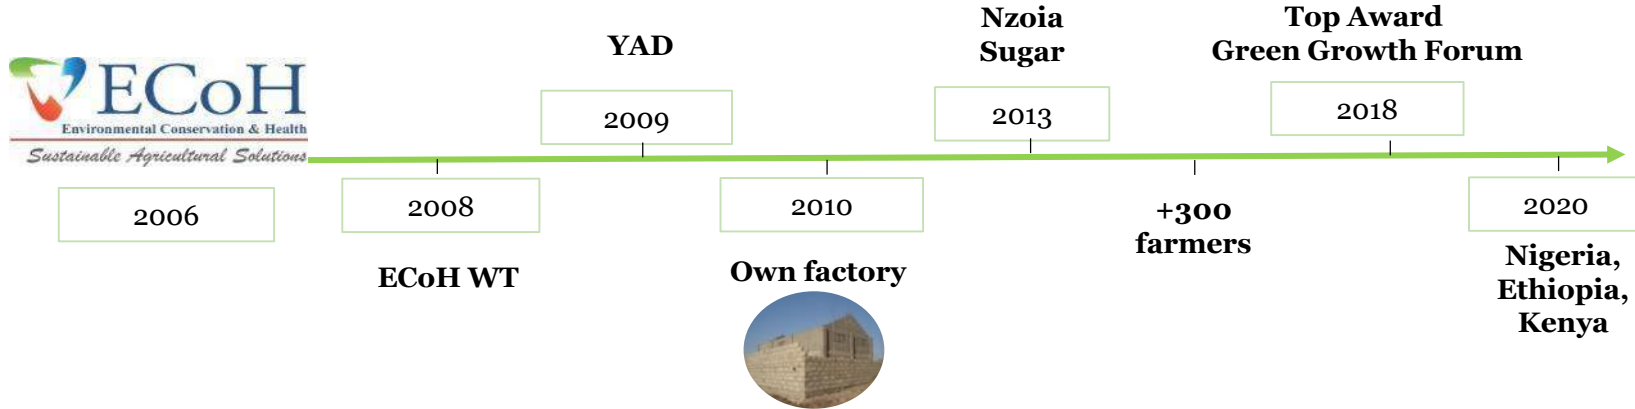 ECoH
Environmental Conservation & Health
Sustainable Agricultural Solutions
2006
2008
ECoH WT
YAD
2009
2010
Own factory
Nzoia
Sugar
2013
+300
farmers
Top Award
Green Growth Forum
2018
2020
Nigeria,
Ethiopia,
Kenya